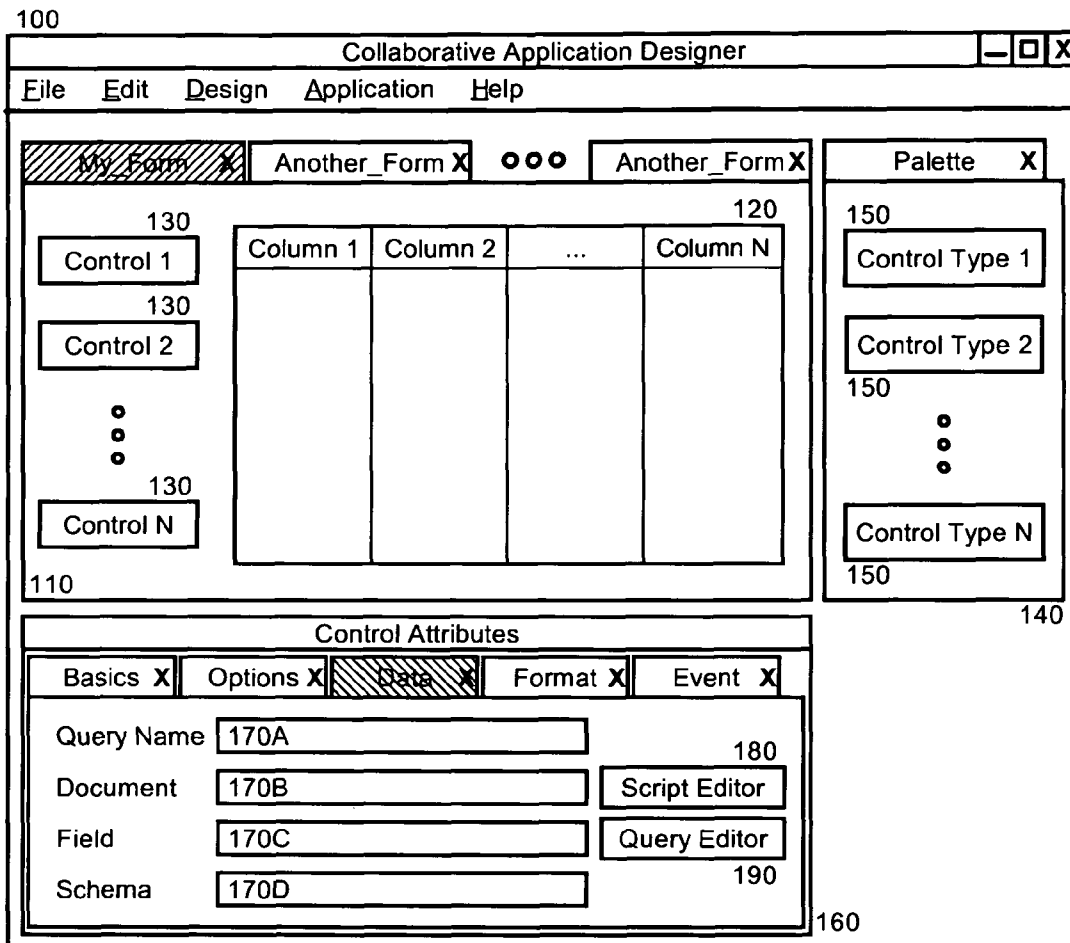 100
Collaborative Application Designer X
File Edit Design Application Help
My_Form X Another_Form X ooo Another_Form X Palette X
130 120 150
Control 1 Column 1 Column 2 ... Column N Control Type 1
130
Control 2 Control Type 2
150
130
Control N Control Type N
110 150
140
Control Attributes
Basics X Options X Data X Format X Event X
Query Name 170A
180
Document 170B Script Editor
Field 170C Query Editor
190
Schema 170D
160